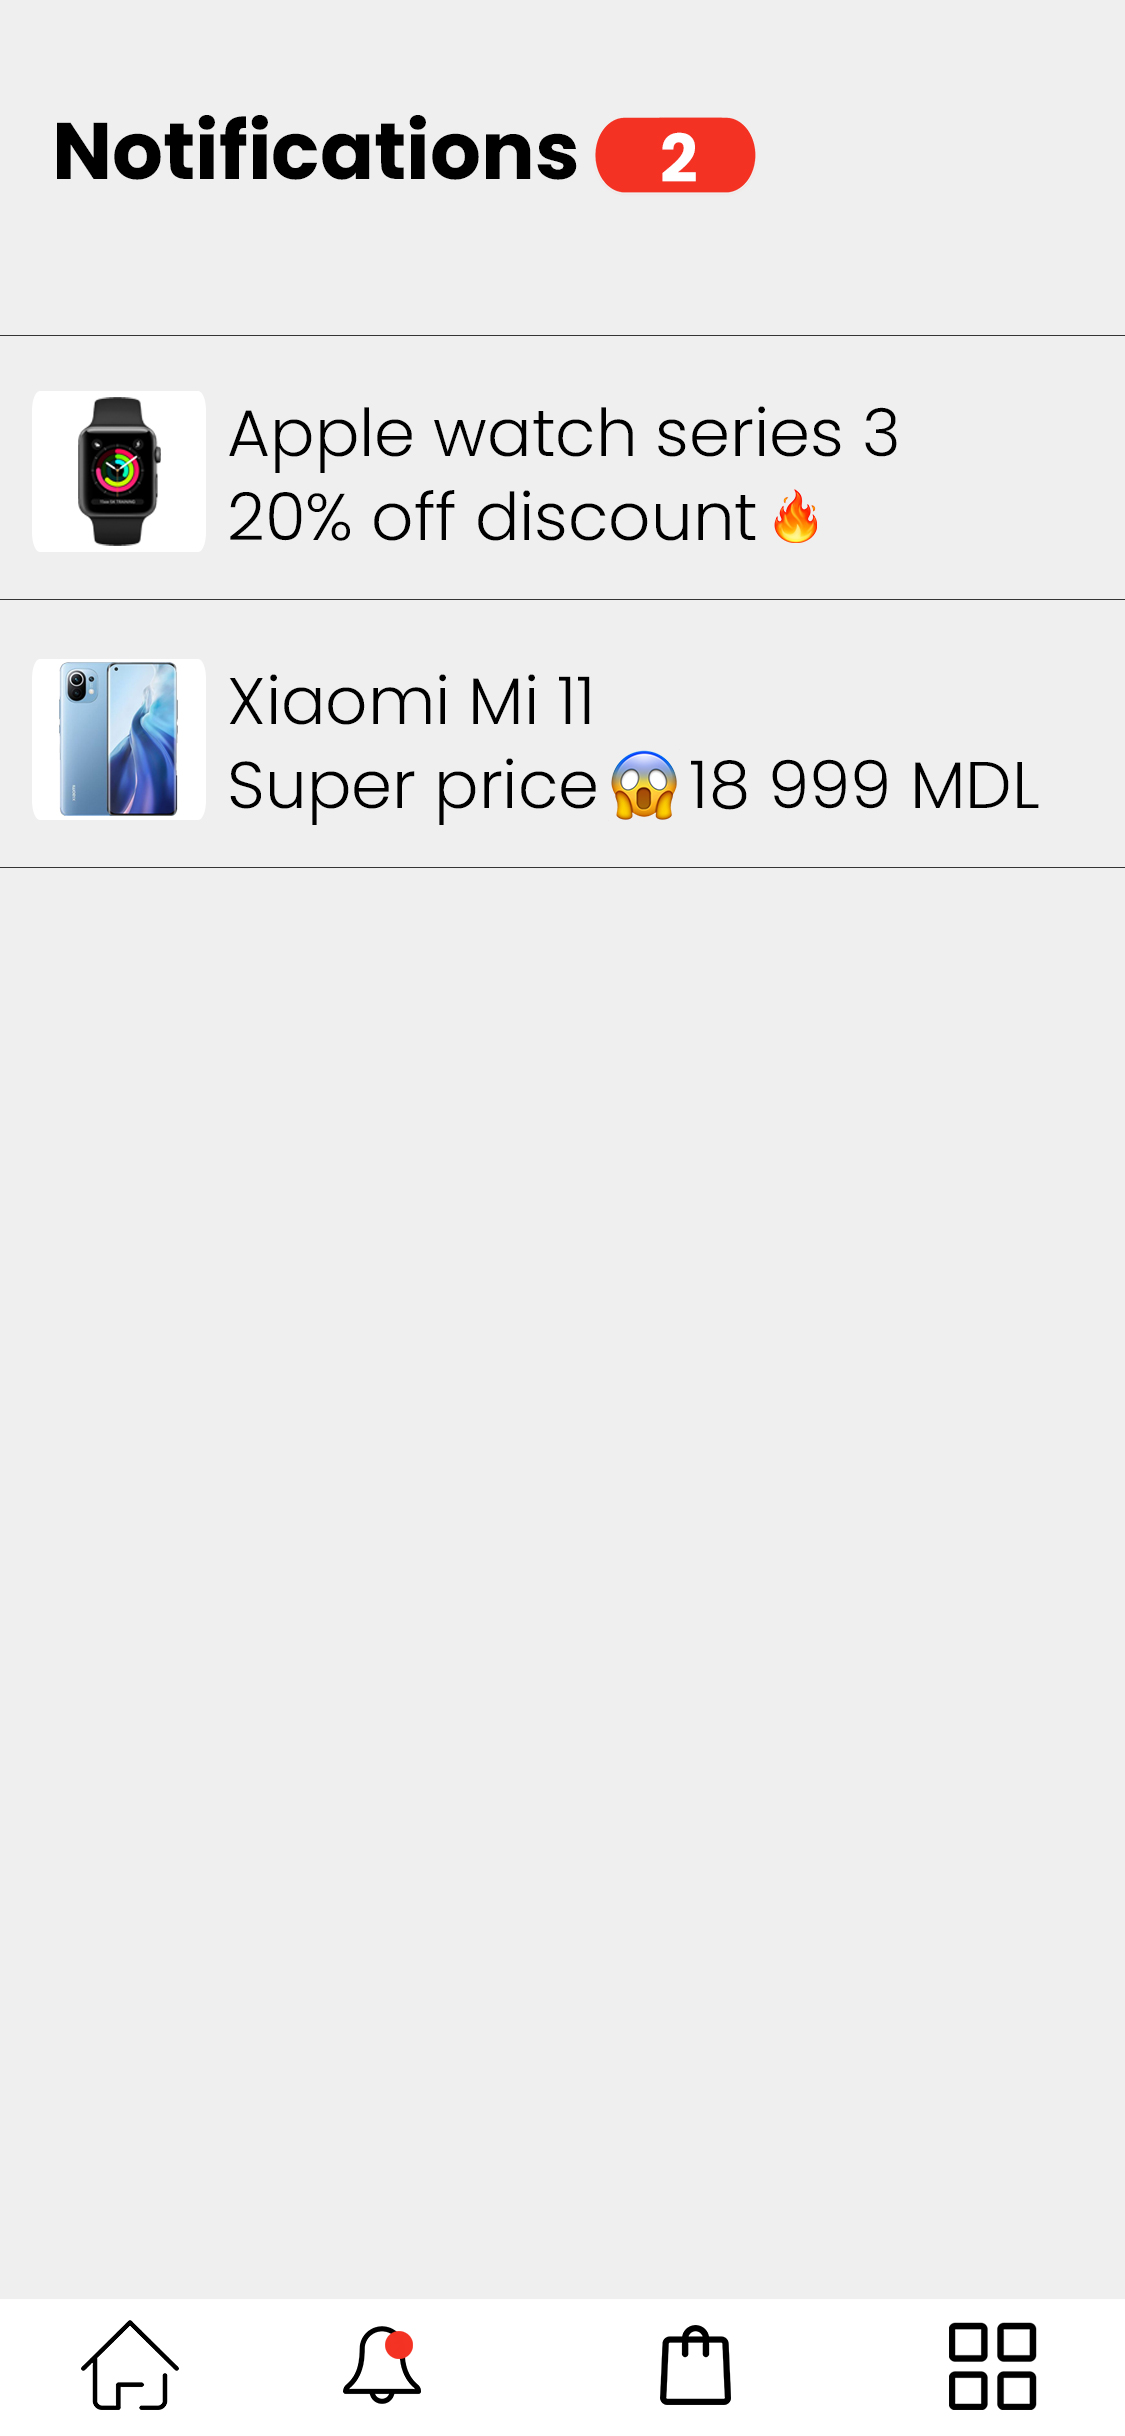 Notifications 2
Apple watch series 3
20% off discount🔥
Xiaomi Mi 11
Super price😱18 999 MDL